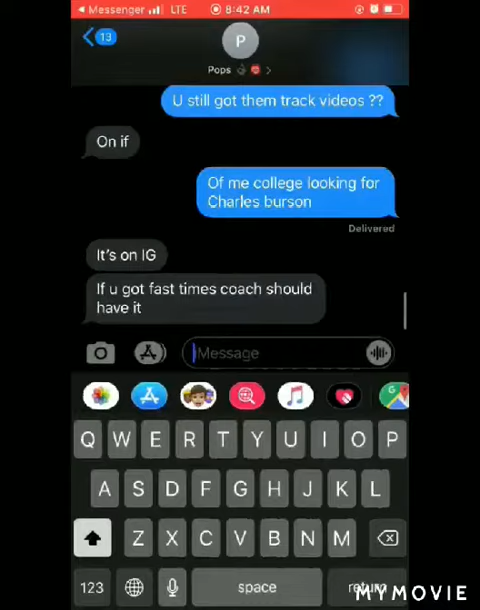 Messenger LTE 8:42 AM
13
P
Pops
U still got them track videos ??
On if
Of me college looking for
Charles burson
Delivered
It's on IG
If u got fast times coach should
have it
Message
Q W E R T Y U I O P
A S D F G H J K L
Z X C V B N M
123 space return
MYMOVIE